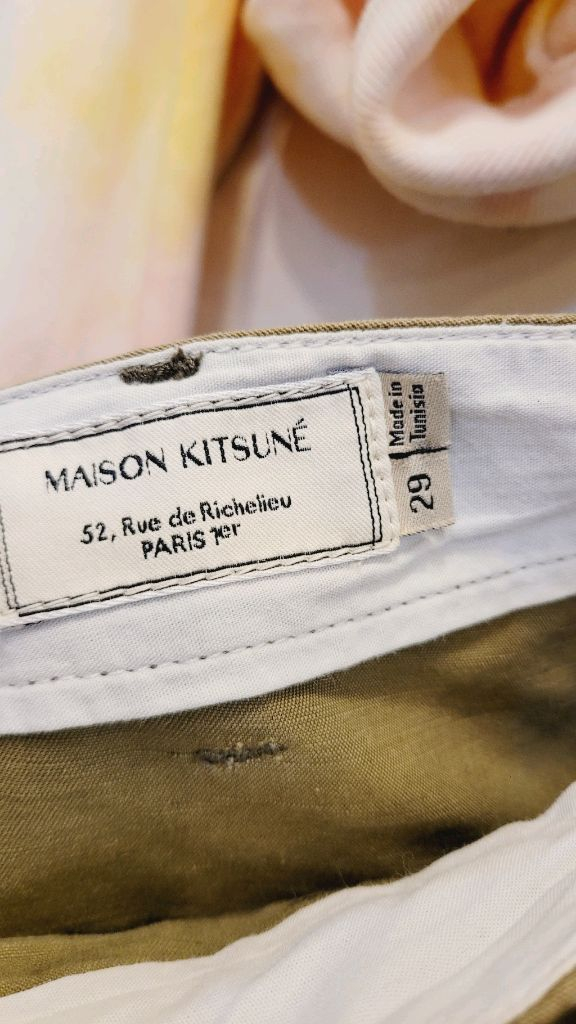 MAISON KITSUNÉ
52, Rue de Richelieu
PARIS 1er
Made in
Tunisia
29